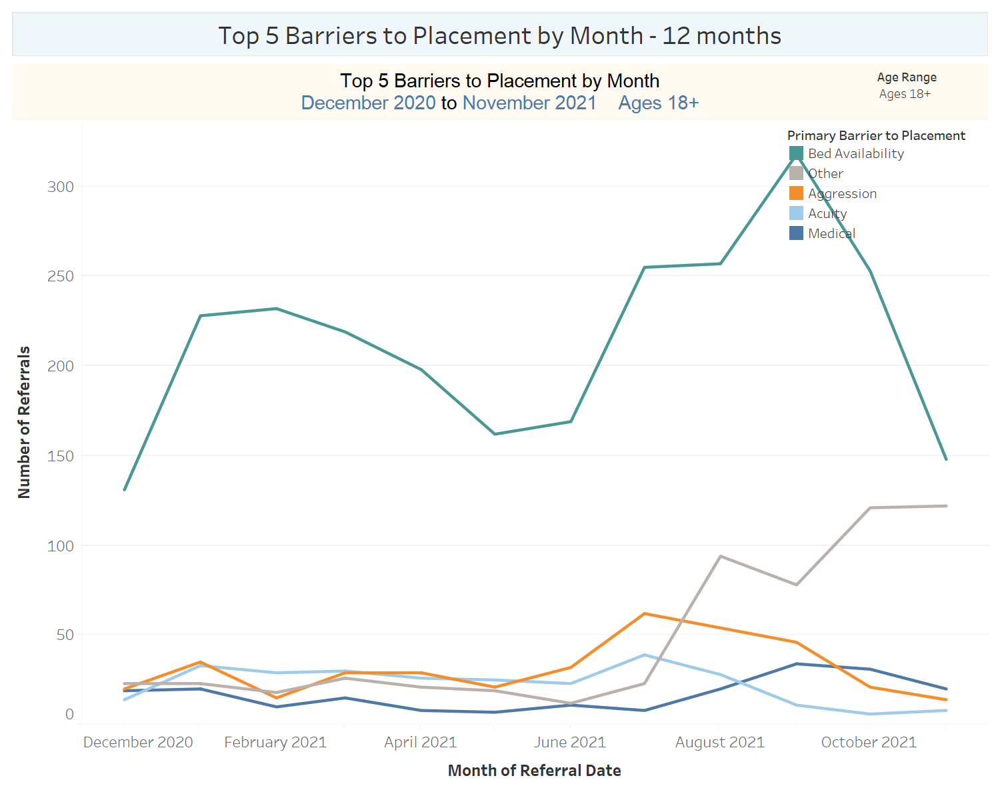 Top 5 Barriers to Placement by Month - 12 months
Top 5 Barriers to Placement by Month
December 2020 to November 2021 Ages 18+
Age Range
Ages 18+
Primary Barrier to Placement
Bed Availability
Other
Aggression
Acuity
Medical
Number of Referrals
300
250
200
150
100
50
0
December 2020
February 2021
April 2021
June 2021
August 2021
October 2021
Month of Referral Date